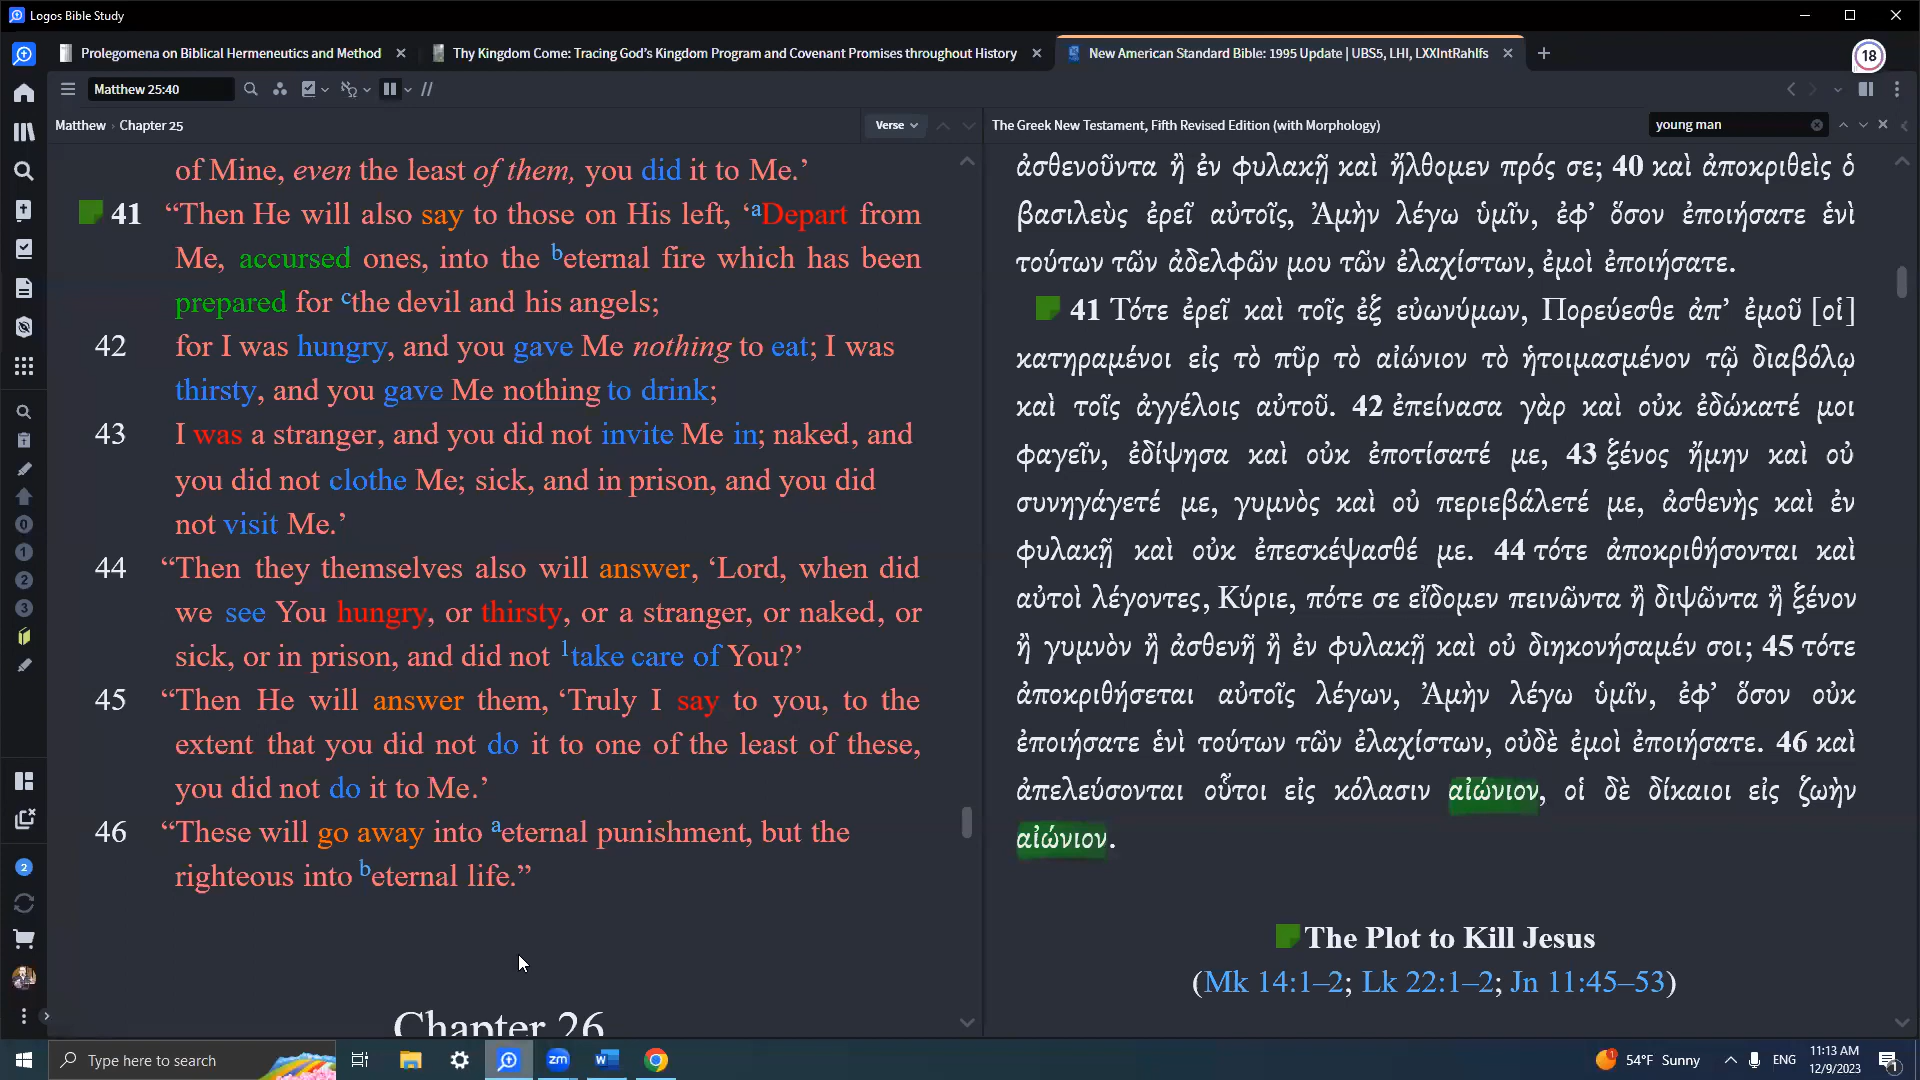 Logos Bible Study
Prolegomena on Biblical Hermeneutics and Method
Thy Kingdom Come: Tracing God's Kingdom Program and Covenant Promises throughout History
New American Standard Bible: 1995 Update | UBS5, LHI, LXXIntRahlfs
18
Matthew 25:40
Matthew › Chapter 25
Verse
of Mine, even the least of them, you did it to Me.’
41 “Then He will also say to those on His left, ‘ᵃDepart from
Me, accursed ones, into the ᵇeternal fire which has been
prepared for ᶜthe devil and his angels;
42 for I was hungry, and you gave Me nothing to eat; I was
thirsty, and you gave Me nothing to drink;
43 I was a stranger, and you did not invite Me in; naked, and
you did not clothe Me; sick, and in prison, and you did
not visit Me.’
44 “Then they themselves also will answer, ‘Lord, when did
we see You hungry, or thirsty, or a stranger, or naked, or
sick, or in prison, and did not ¹take care of You?’
45 “Then He will answer them, ‘Truly I say to you, to the
extent that you did not do it to one of the least of these,
you did not do it to Me.’
46 “These will go away into ᵃeternal punishment, but the
righteous into ᵇeternal life.”
Chapter 26
The Greek New Testament, Fifth Revised Edition (with Morphology)
young man
ἀσθενοῦντα ἢ ἐν φυλακῇ καὶ ἤλθομεν πρός σε; 40 καὶ ἀποκριθεὶς ὁ
βασιλεὺς ἐρεῖ αὐτοῖς, Ἀμὴν λέγω ὑμῖν, ἐφ’ ὅσον ἐποιήσατε ἑνὶ
τούτων τῶν ἀδελφῶν μου τῶν ἐλαχίστων, ἐμοὶ ἐποιήσατε.
41 Τότε ἐρεῖ καὶ τοῖς ἐξ εὐωνύμων, Πορεύεσθε ἀπ’ ἐμοῦ [οἱ]
κατηραμένοι εἰς τὸ πῦρ τὸ αἰώνιον τὸ ἡτοιμασμένον τῷ διαβόλῳ
καὶ τοῖς ἀγγέλοις αὐτοῦ. 42 ἐπείνασα γὰρ καὶ οὐκ ἐδώκατέ μοι
φαγεῖν, ἐδίψησα καὶ οὐκ ἐποτίσατέ με, 43 ξένος ἤμην καὶ οὐ
συνηγάγετέ με, γυμνὸς καὶ οὐ περιεβάλετέ με, ἀσθενὴς καὶ ἐν
φυλακῇ καὶ οὐκ ἐπεσκέψασθέ με. 44 τότε ἀποκριθήσονται καὶ
αὐτοὶ λέγοντες, Κύριε, πότε σε εἴδομεν πεινῶντα ἢ διψῶντα ἢ ξένον
ἢ γυμνὸν ἢ ἀσθενῆ ἢ ἐν φυλακῇ καὶ οὐ διηκονήσαμέν σοι; 45 τότε
ἀποκριθήσεται αὐτοῖς λέγων, Ἀμὴν λέγω ὑμῖν, ἐφ’ ὅσον οὐκ
ἐποιήσατε ἑνὶ τούτων τῶν ἐλαχίστων, οὐδὲ ἐμοὶ ἐποιήσατε. 46 καὶ
ἀπελεύσονται οὗτοι εἰς κόλασιν αἰώνιον, οἱ δὲ δίκαιοι εἰς ζωὴν
αἰώνιον.
The Plot to Kill Jesus
(Mk 14:1–2; Lk 22:1–2; Jn 11:45–53)
0
1
2
3
2
Type here to search
zm
54°F Sunny
ENG
11:13 AM
12/9/2023
1